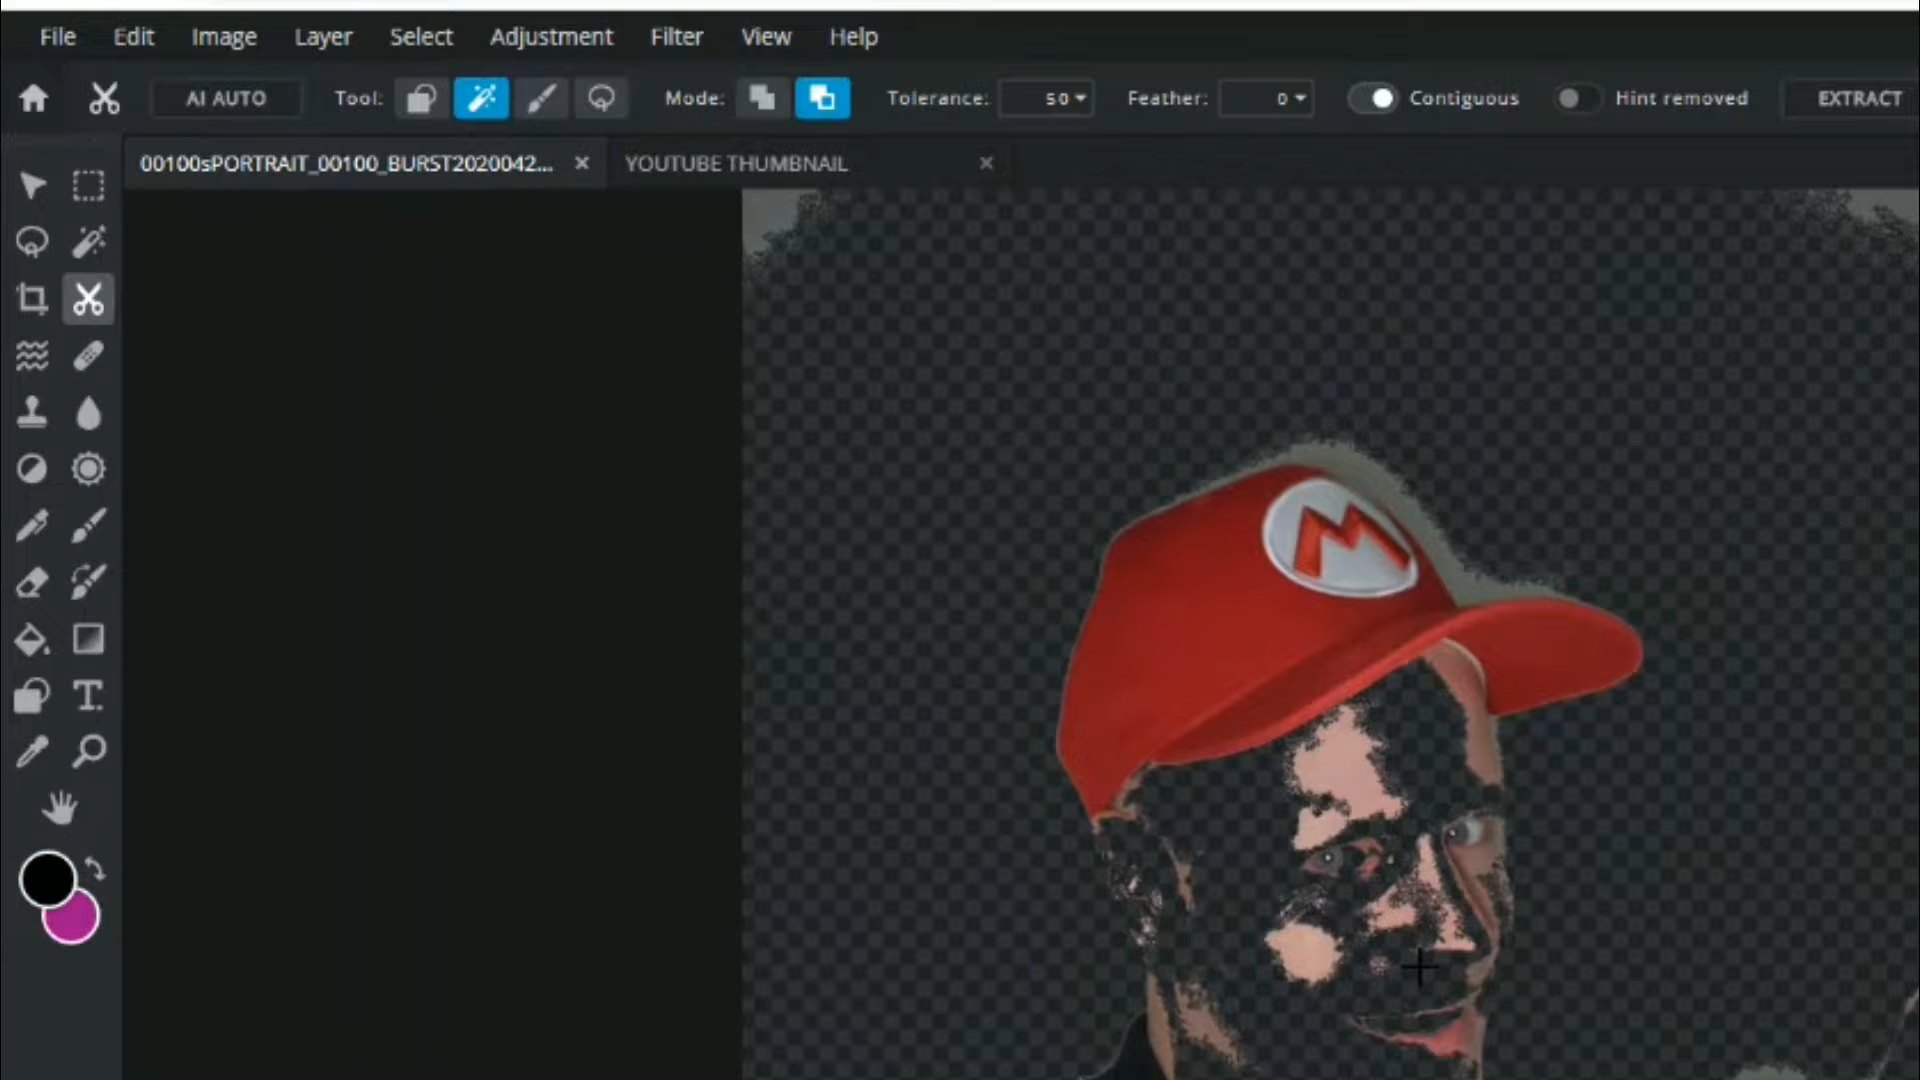 File Edit Image Layer Select Adjustment Filter View Help
AI AUTO Tool: Mode: Tolerance: 50 Feather: 0 Contiguous Hint removed EXTRACT
00100sPORTRAIT_00100_BURST2020042... × YOUTUBE THUMBNAIL ×
M
T.